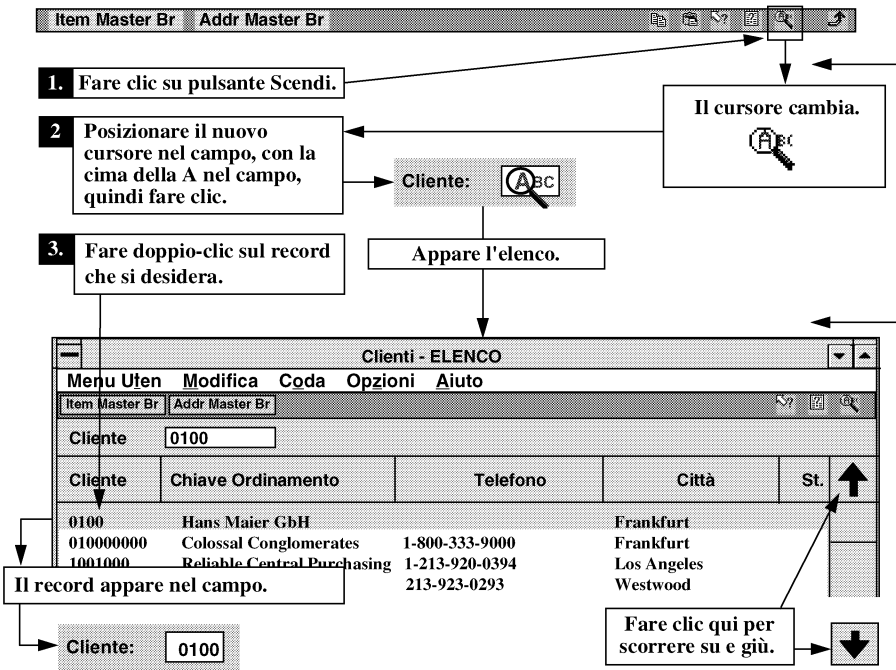 Item Master Br Addr Master Br
1. Fare clic su pulsante Scendi.
Il cursore cambia.
2 Posizionare il nuovo
cursore nel campo, con la
cima della A nel campo,
quindi fare clic.
Cliente: ABC
3. Fare doppio-clic sul record
che si desidera.
Appare l'elenco.
Clienti - ELENCO
Menu Uten Modifica Coda Opzioni Aiuto
Item Master Br Addr Master Br
Cliente 0100
Cliente Chiave Ordinamento Telefono Città St.
0100 Hans Maier GbH Frankfurt
010000000 Colossal Conglomerates 1-800-333-9000 Frankfurt
1001000 Reliable Central Purchasing 1-213-920-0394 Los Angeles
213-923-0293 Westwood
Il record appare nel campo.
Fare clic qui per
scorrere su e giù.
Cliente: 0100